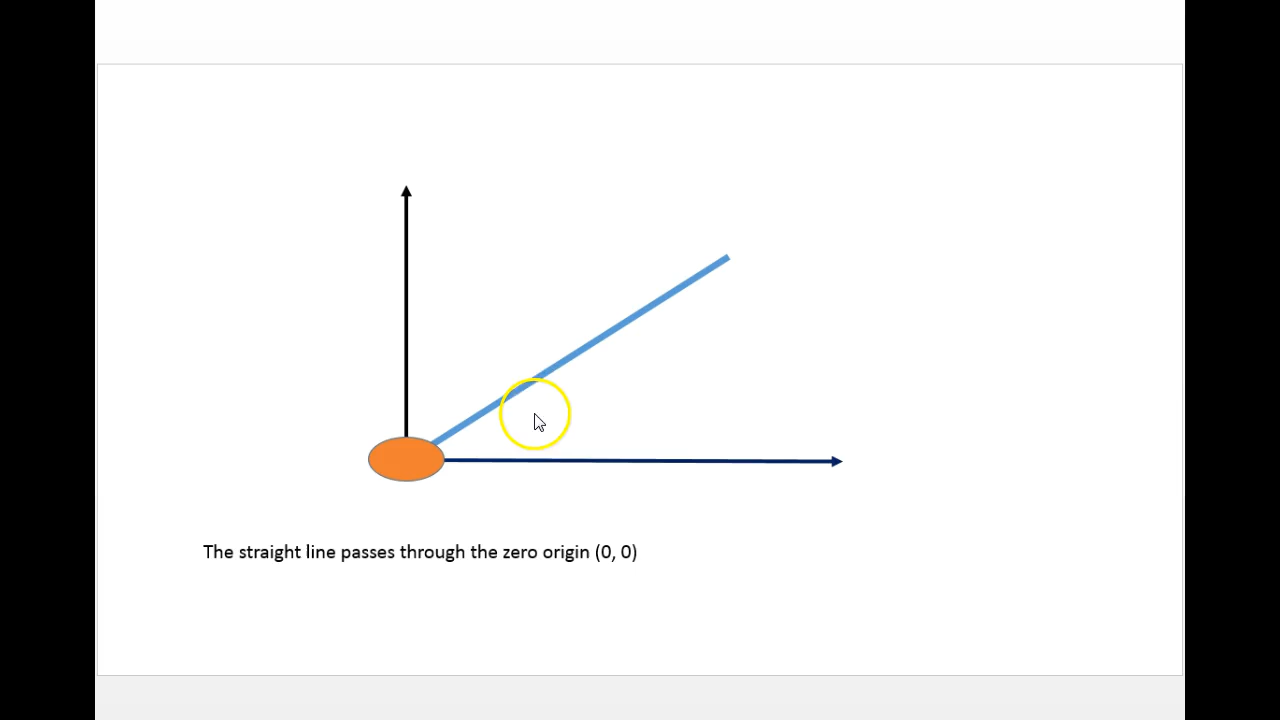 The straight line passes through the zero origin (0, 0)